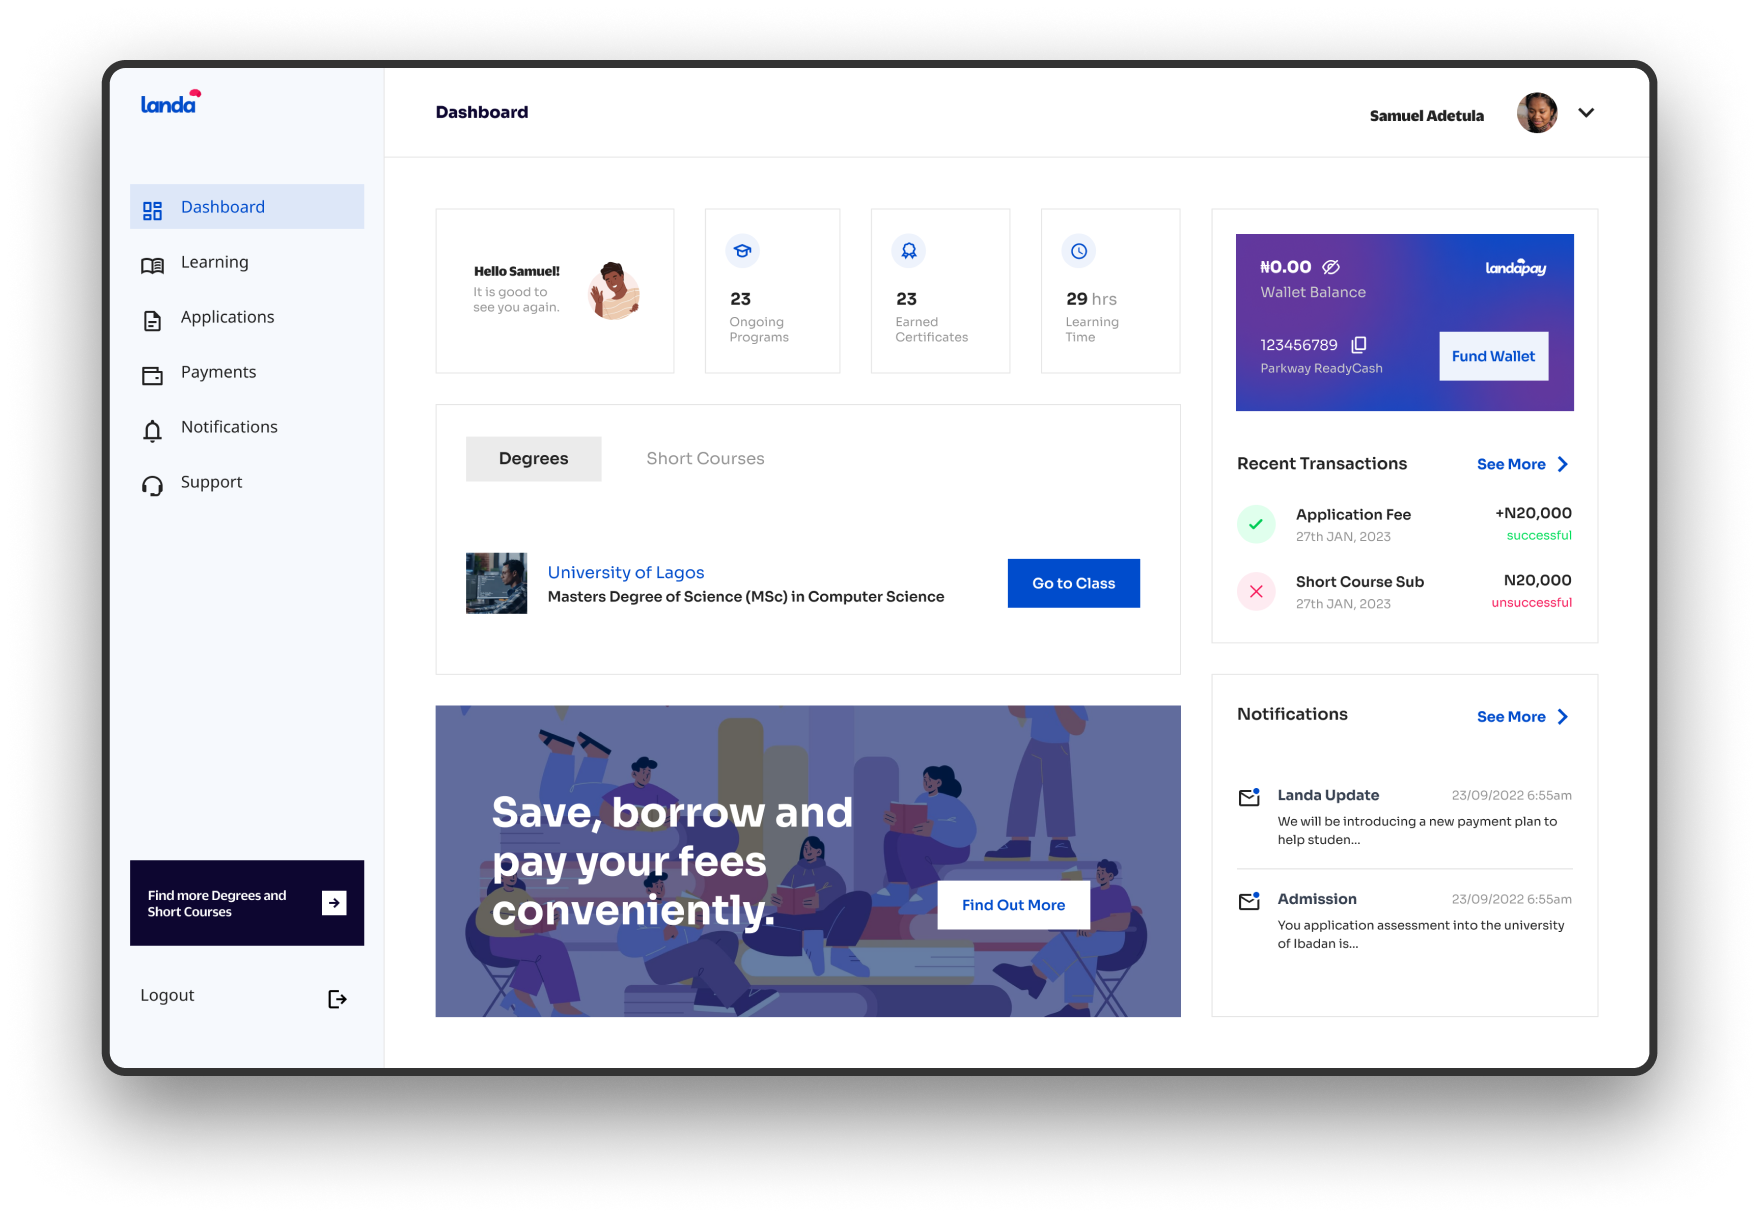 landa
Dashboard
Samuel Adetula
Dashboard
Learning
Applications
Payments
Notifications
Support
Find more Degrees and
Short Courses
Logout
Hello Samuel!
It is good to
see you again.
23
Ongoing
Programs
23
Earned
Certificates
29 hrs
Learning
Time
Degrees
Short Courses
University of Lagos
Masters Degree of Science (MSc) in Computer Science
Go to Class
Save, borrow and
pay your fees
conveniently.
Find Out More
₦0.00
landapay
Wallet Balance
123456789
Parkway ReadyCash
Fund Wallet
Recent Transactions
See More
Application Fee
+N20,000
27th JAN, 2023
successful
Short Course Sub
N20,000
27th JAN, 2023
unsuccessful
Notifications
See More
Landa Update
23/09/2022 6:55am
We will be introducing a new payment plan to
help studen...
Admission
23/09/2022 6:55am
You application assessment into the university
of Ibadan is...